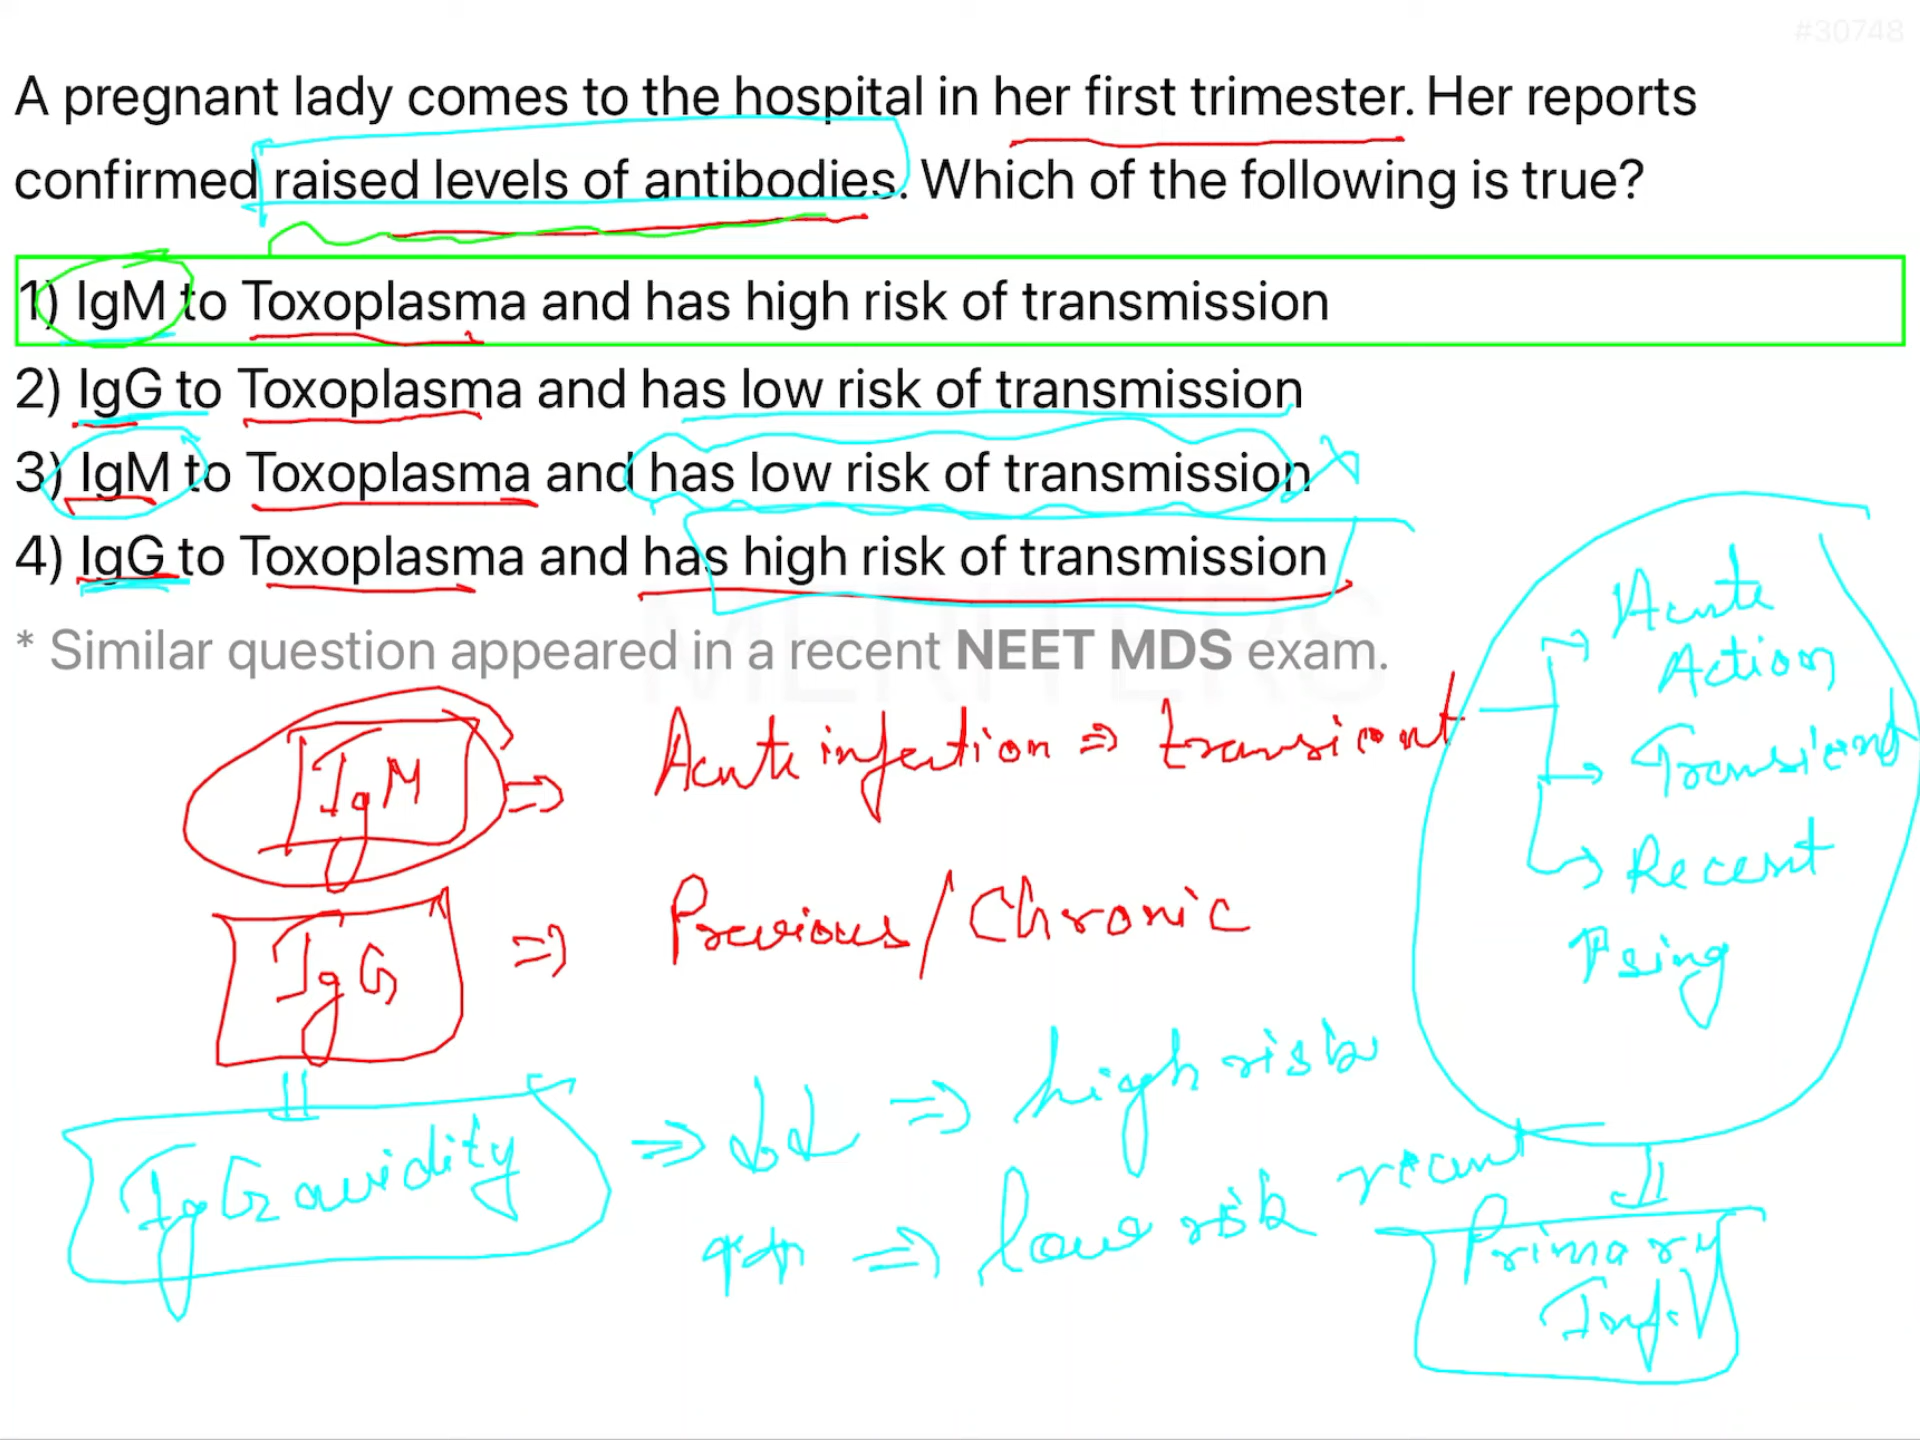 #30748
A pregnant lady comes to the hospital in her first trimester. Her reports
confirmed raised levels of antibodies. Which of the following is true?
1) IgM to Toxoplasma and has high risk of transmission
2) IgG to Toxoplasma and has low risk of transmission
3) IgM to Toxoplasma and has low risk of transmission
4) IgG to Toxoplasma and has high risk of transmission
* Similar question appeared in a recent NEET MDS exam.
MERITERS
IgM ⇒ Acute infection ⇒ transient
IgG ⇒ Previous / Chronic
Acute
Action
Transient
Recent
rising
IgG avidity ⇒ ↓↓ ⇒ high risk
↑↑ ⇒ low risk
recent
Primary
Infn